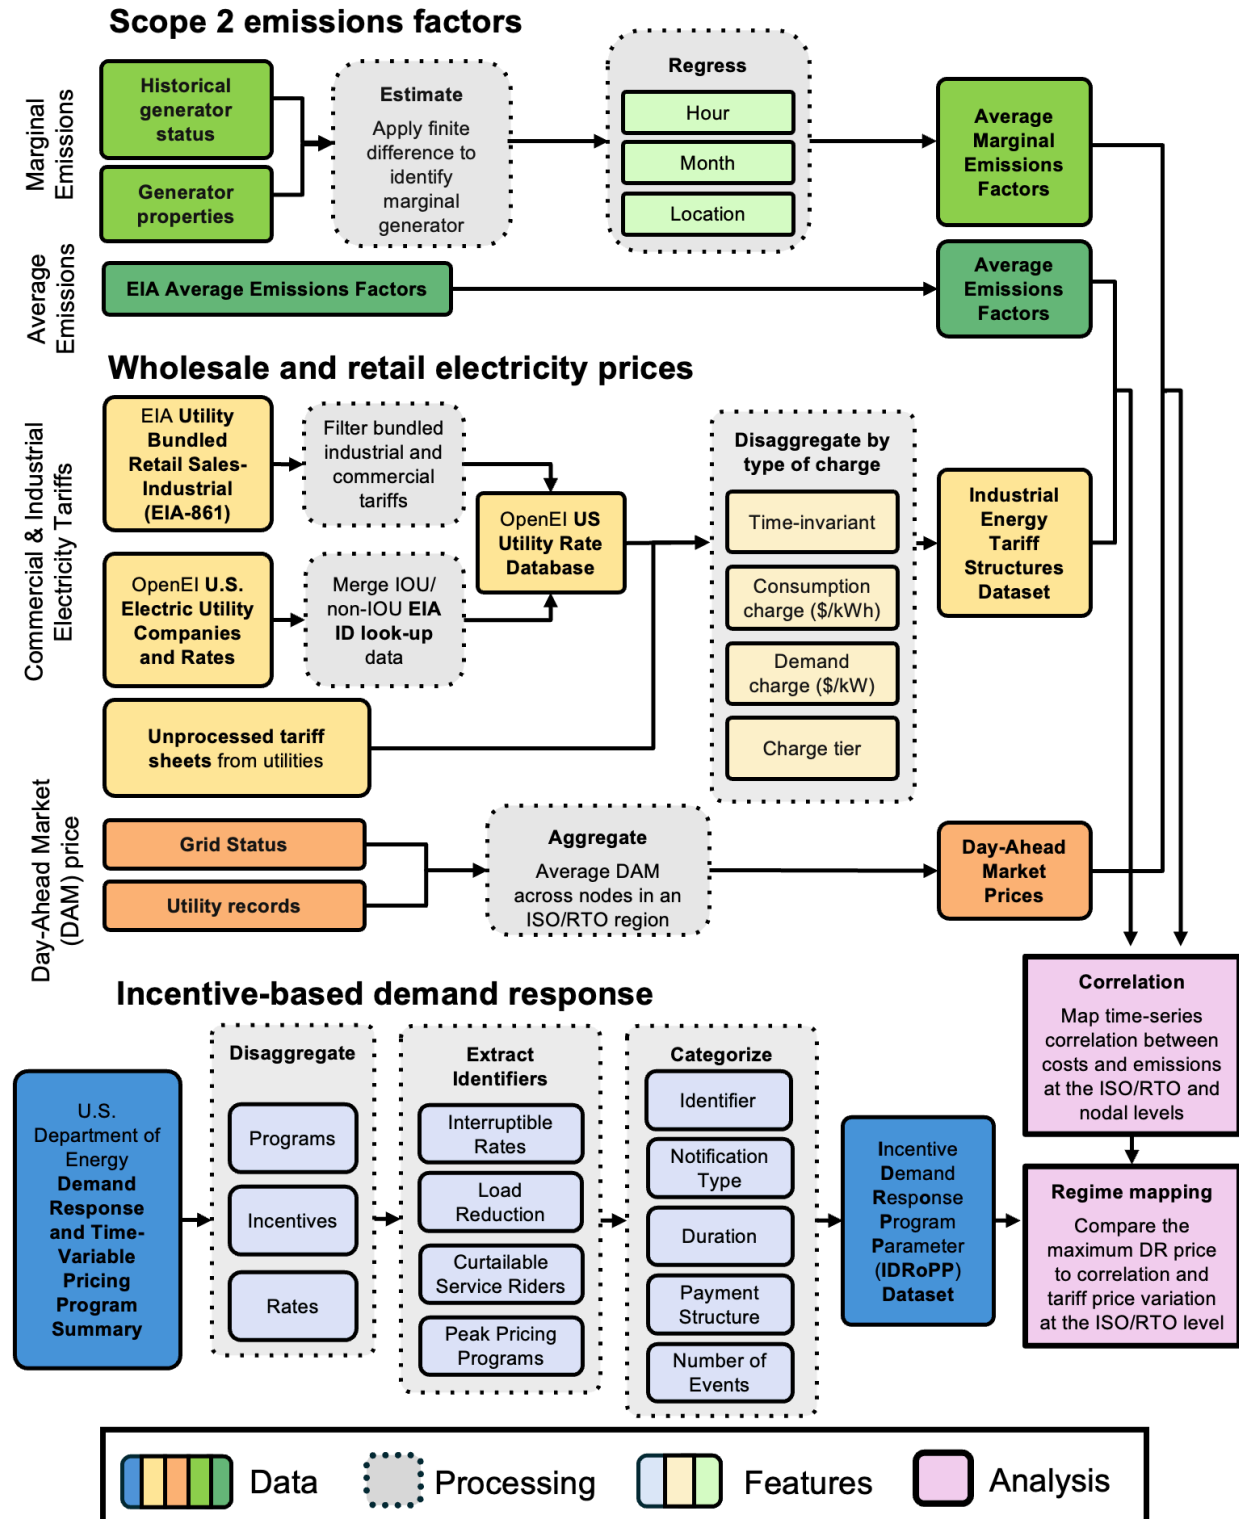 Scope 2 emissions factors
Marginal
Emissions
Historical
generator
status
Generator
properties
Estimate
Apply finite
difference to
identify
marginal
generator
Regress
Hour
Month
Location
Average
Marginal
Emissions
Factors
Average
Emissions
EIA Average Emissions Factors
Average
Emissions
Factors
Wholesale and retail electricity prices
Commercial & Industrial
Electricity Tariffs
EIA Utility
Bundled
Retail Sales-
Industrial
(EIA-861)
Filter bundled
industrial and
commercial
tariffs
OpenEI U.S.
Electric Utility
Companies
and Rates
Merge IOU/
non-IOU EIA
ID look-up
data
OpenEI US
Utility Rate
Database
Unprocessed tariff
sheets from utilities
Disaggregate by
type of charge
Time-invariant
Consumption
charge ($/kWh)
Demand
charge ($/kW)
Charge tier
Industrial
Energy
Tariff
Structures
Dataset
Day-Ahead Market
(DAM) price
Grid Status
Utility records
Aggregate
Average DAM
across nodes in an
ISO/RTO region
Day-Ahead
Market
Prices
Incentive-based demand response
U.S.
Department of
Energy
Demand
Response
and Time-
Variable
Pricing
Program
Summary
Disaggregate
Programs
Incentives
Rates
Extract
Identifiers
Interruptible
Rates
Load
Reduction
Curtailable
Service Riders
Peak Pricing
Programs
Categorize
Identifier
Notification
Type
Duration
Payment
Structure
Number of
Events
Incentive
Demand
Response
Program
Parameter
(IDRoPP)
Dataset
Correlation
Map time-series
correlation between
costs and emissions
at the ISO/RTO and
nodal levels
Regime mapping
Compare the
maximum DR price
to correlation and
tariff price variation
at the ISO/RTO level
Data
Processing
Features
Analysis